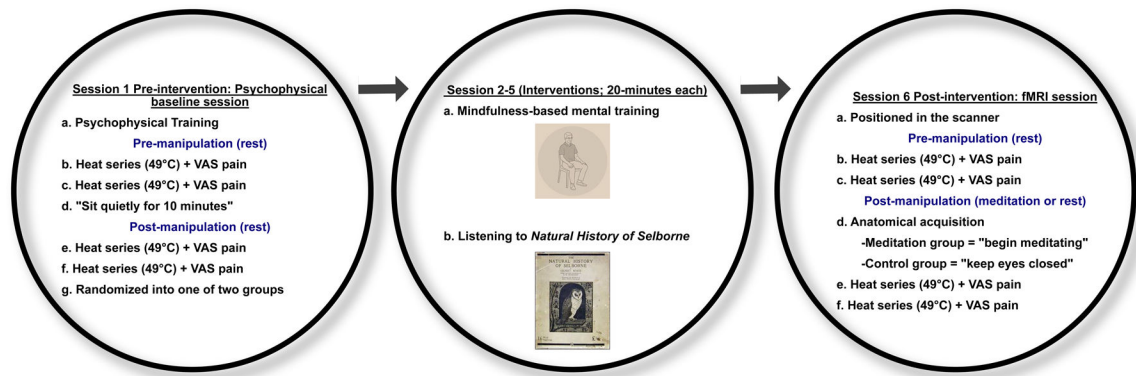 Session 1 Pre-intervention: Psychophysical
baseline session
a. Psychophysical Training
Pre-manipulation (rest)
b. Heat series (49°C) + VAS pain
c. Heat series (49°C) + VAS pain
d. "Sit quietly for 10 minutes"
Post-manipulation (rest)
e. Heat series (49°C) + VAS pain
f. Heat series (49°C) + VAS pain
g. Randomized into one of two groups
Session 2-5 (Interventions; 20-minutes each)
a. Mindfulness-based mental training
b. Listening to Natural History of Selborne
NATURAL HISTORY
OF SELBORNE
Session 6 Post-intervention: fMRI session
a. Positioned in the scanner
Pre-manipulation (rest)
b. Heat series (49°C) + VAS pain
c. Heat series (49°C) + VAS pain
Post-manipulation (meditation or rest)
d. Anatomical acquisition
-Meditation group = "begin meditating"
-Control group = "keep eyes closed"
e. Heat series (49°C) + VAS pain
f. Heat series (49°C) + VAS pain